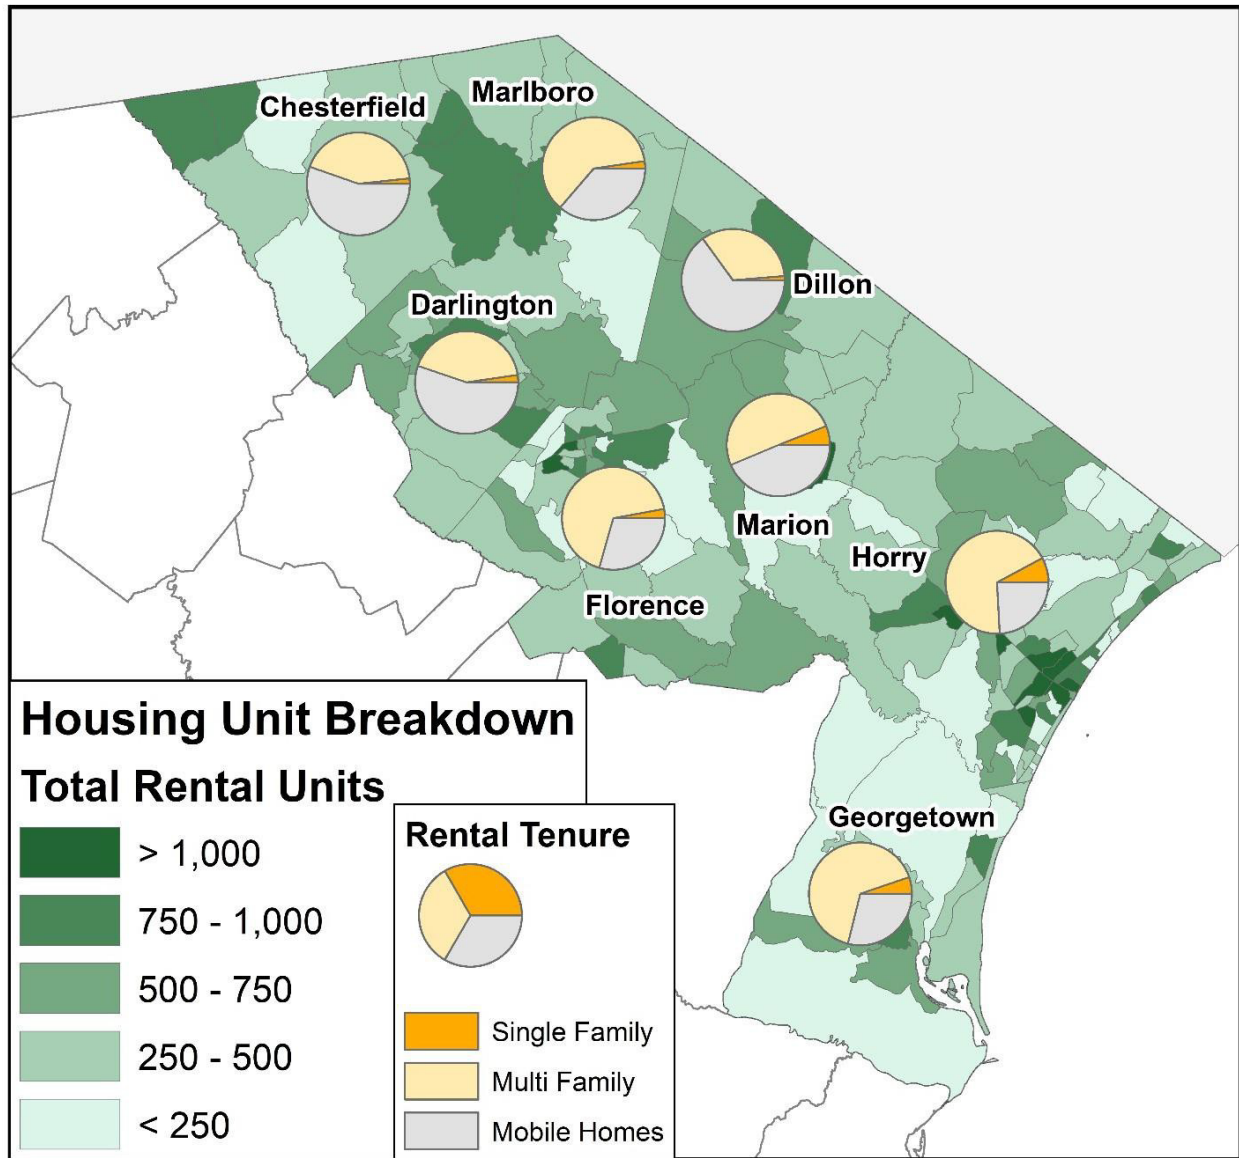 Marlboro
Chesterfield
Dillon
Darlington
Marion
Horry
Florence
Georgetown
Housing Unit Breakdown
Total Rental Units
> 1,000
750 - 1,000
500 - 750
250 - 500
< 250
Rental Tenure
Single Family
Multi Family
Mobile Homes